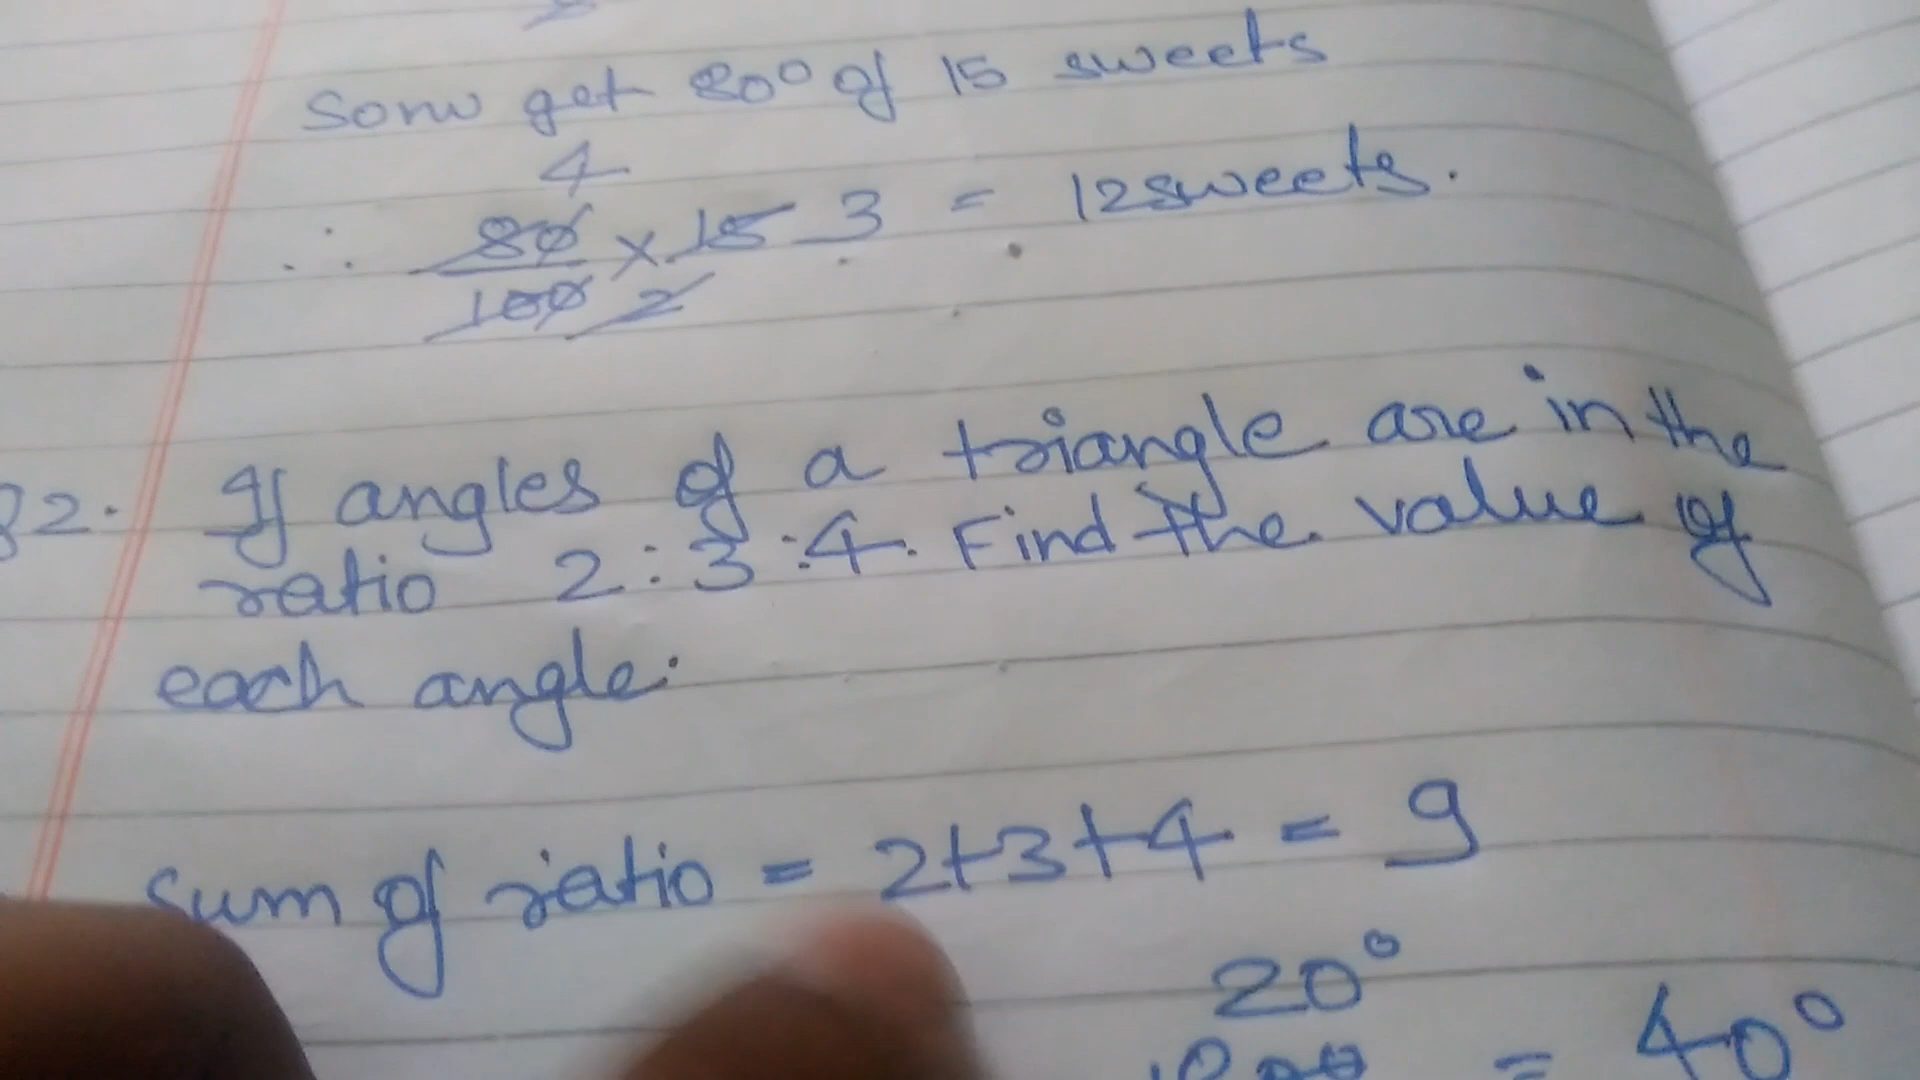 Sonu get 80° of 15 sweets
4
∴ 80/100 × 15 3 = 12 sweets.
2
82. If angles of a triangle are in the
ratio 2:3:4. Find the value of
each angle.
Sum of ratio = 2+3+4 = 9
20°
= 40°